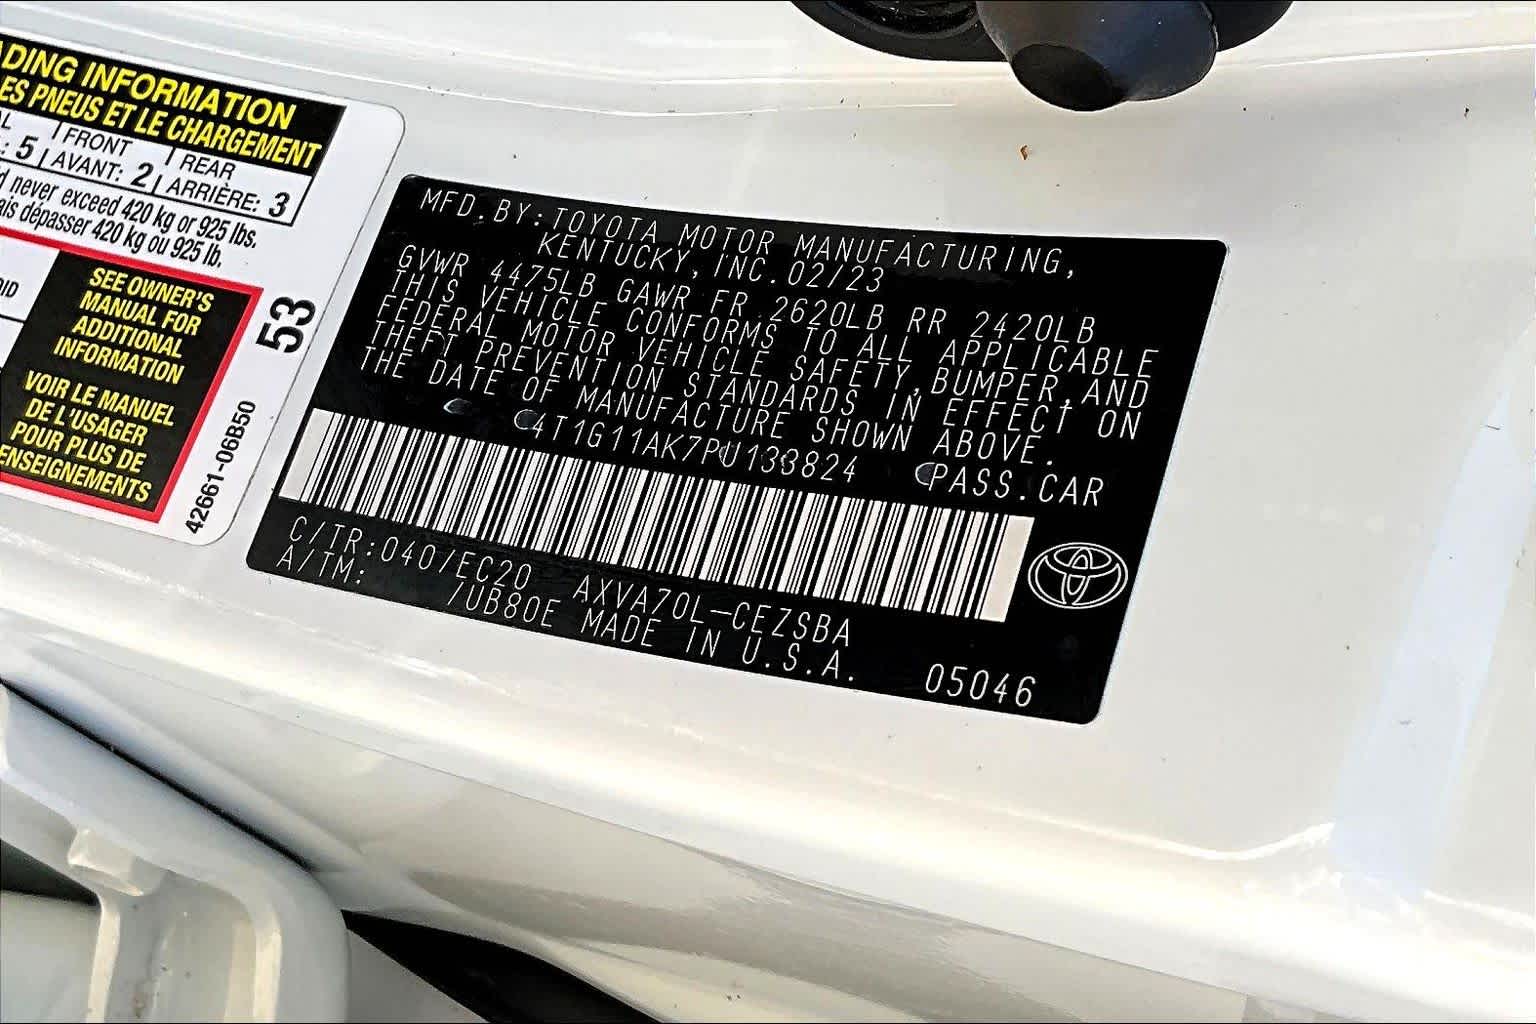 ADING INFORMATION
ES PNEUS ET LE CHARGEMENT
FRONT REAR
: 5 AVANT: 2 ARRIÈRE: 3
never exceed 420 kg or 925 lbs.
ais dépasser 420 kg ou 925 lb.
SEE OWNER'S
MANUAL FOR
ADDITIONAL
INFORMATION
VOIR LE MANUEL
DE L'USAGER
POUR PLUS DE
ENSEIGNEMENTS
53
42661-06B50
MFD.BY:TOYOTA MOTOR MANUFACTURING,
KENTUCKY,INC.02/23
GVWR 4475LB GAWR FR 2620LB RR 2420LB
THIS VEHICLE CONFORMS TO ALL APPLICABLE
FEDERAL MOTOR VEHICLE SAFETY,BUMPER,AND
THEFT PREVENTION STANDARDS IN EFFECT ON
THE DATE OF MANUFACTURE SHOWN ABOVE.
4T1G11AK7PU133824 PASS.CAR
C/TR:040/EC20 AXVA70L-CEZSBA
A/TM: /UB80E MADE IN U.S.A.
05046